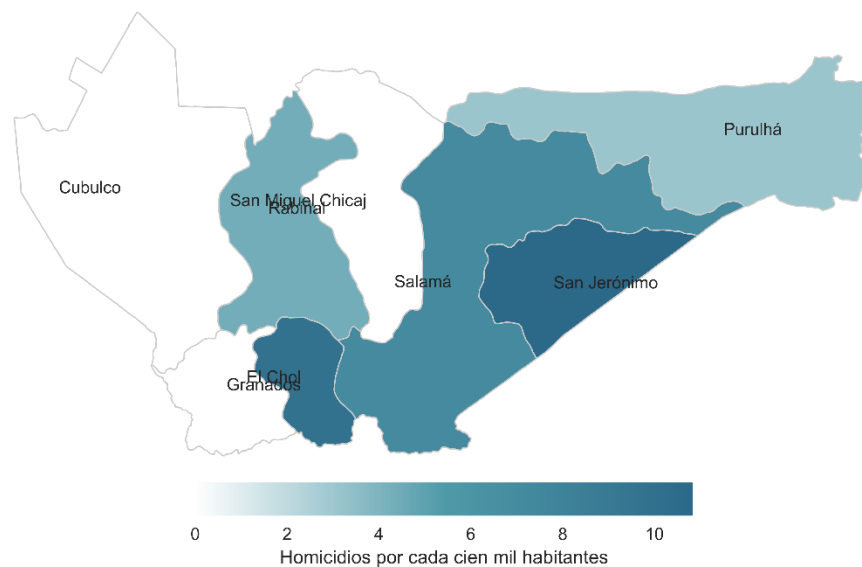 Purulhá
Cubulco
San Miguel Chicaj
Rabinal
Salamá
San Jerónimo
El Chol
Granados
0 2 4 6 8 10
Homicidios por cada cien mil habitantes